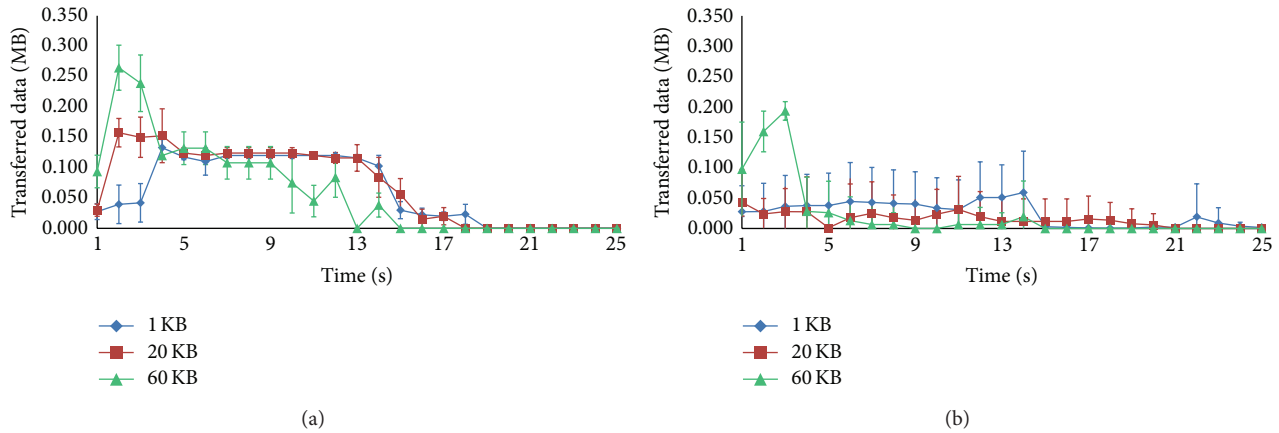 Transferred data (MB)
0.350
0.300
0.250
0.200
0.150
0.100
0.050
0.000
1 5 9 13 17 21 25
Time (s)
1 KB
20 KB
60 KB
(a)
Transferred data (MB)
0.350
0.300
0.250
0.200
0.150
0.100
0.050
0.000
1 5 9 13 17 21 25
Time (s)
1 KB
20 KB
60 KB
(b)